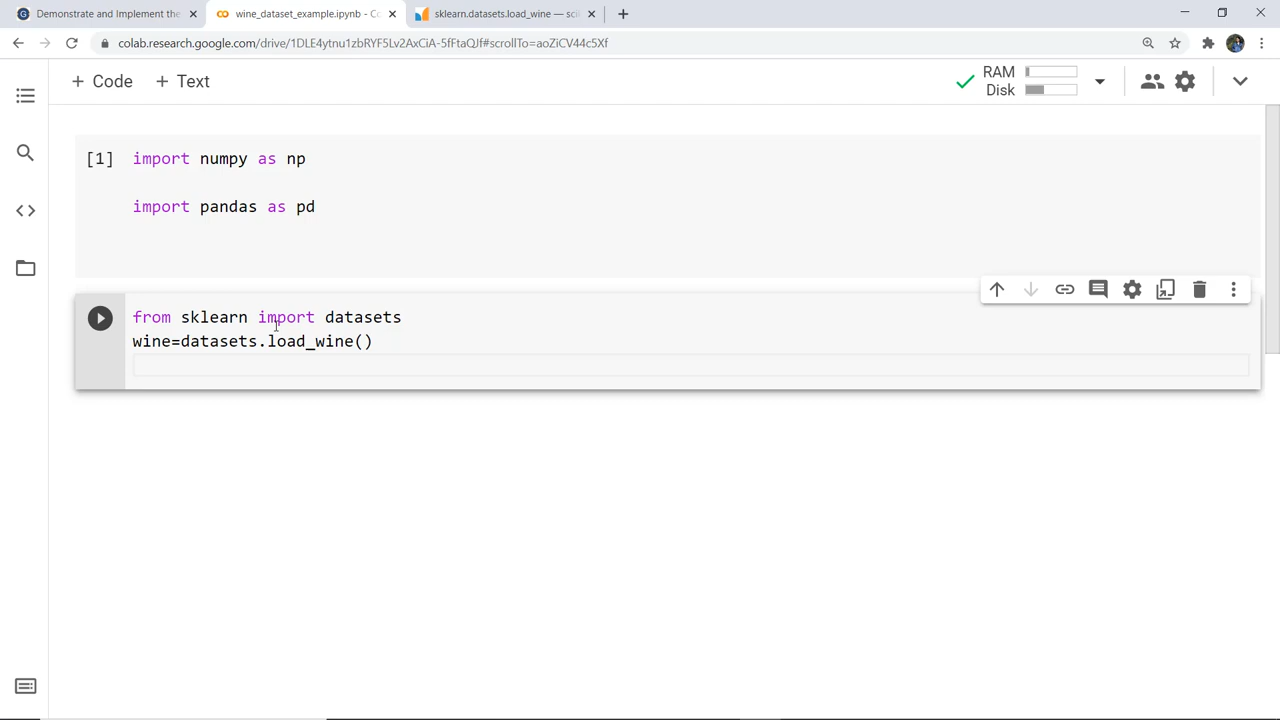 Demonstrate and Implement the
wine_dataset_example.ipynb - Co
sklearn.datasets.load_wine — scik
colab.research.google.com/drive/1DLE4ytnu1zbRYF5Lv2AxCiA-5fFtaQJf#scrollTo=aoZiCV44c5Xf
+ Code + Text
RAM
Disk
[1] import numpy as np
import pandas as pd
from sklearn import datasets
wine=datasets.load_wine()